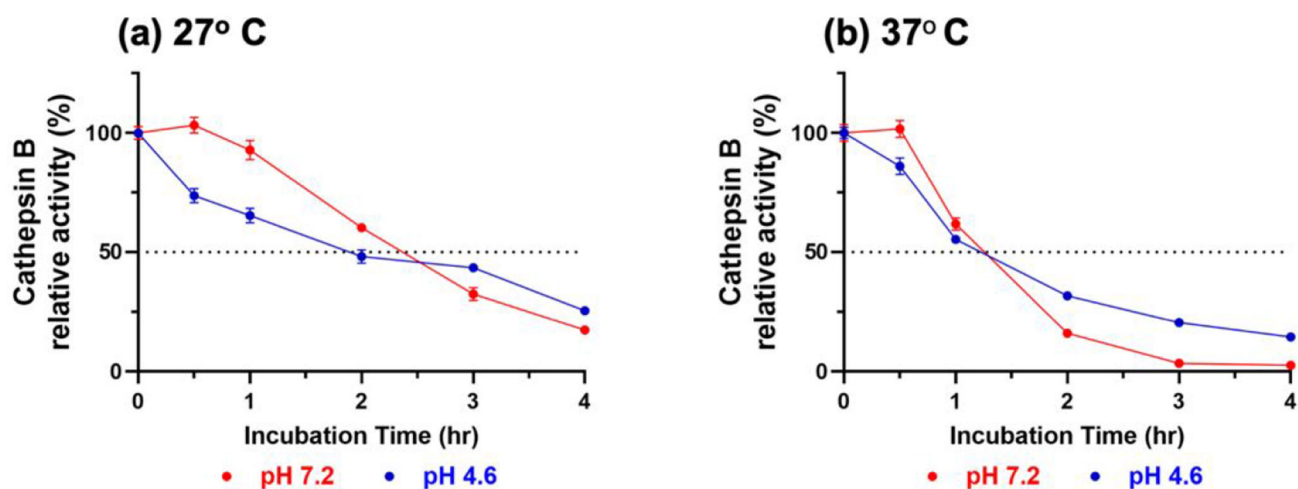 (a) 27º C
Cathepsin B
relative activity (%)
100
50
0
0 1 2 3 4
Incubation Time (hr)
pH 7.2 pH 4.6
(b) 37º C
Cathepsin B
relative activity (%)
100
50
0
0 1 2 3 4
Incubation Time (hr)
pH 7.2 pH 4.6